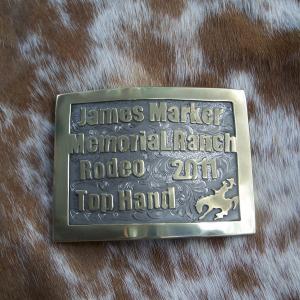 James Marker
Memorial Ranch
Rodeo 2011
Top Hand